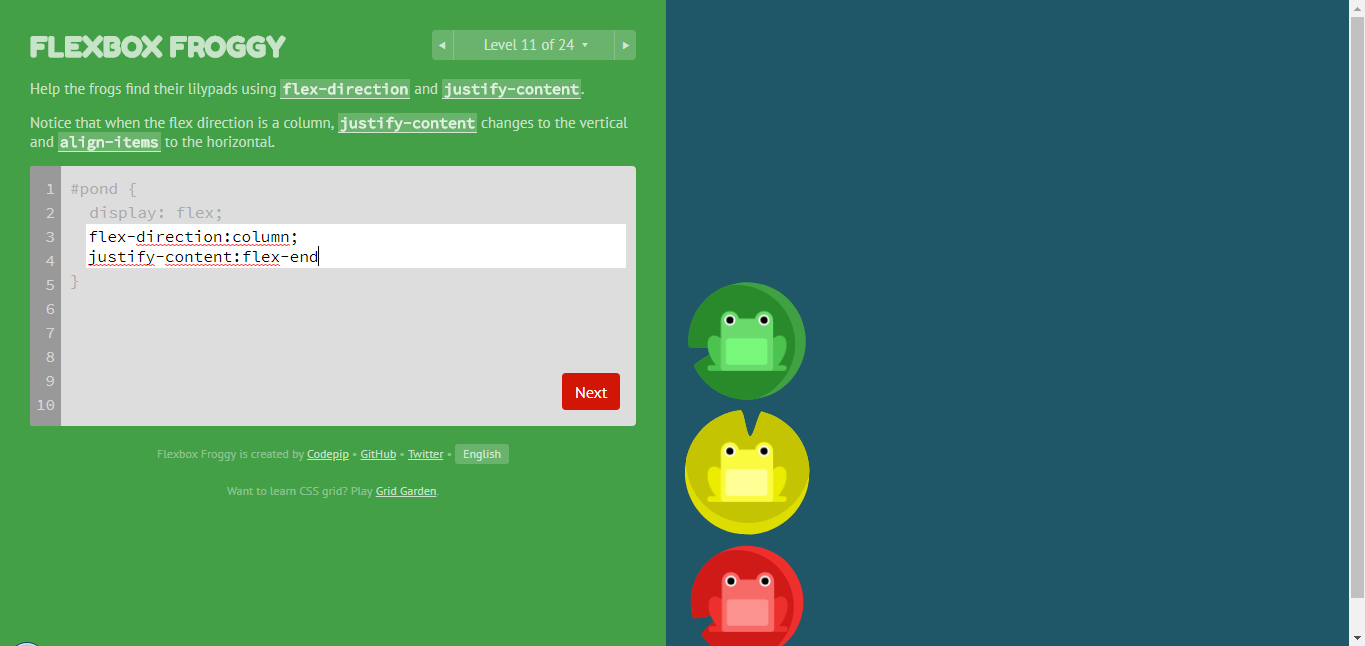 FLEXBOX FROGGY
◀ Level 11 of 24 ▼ ▶
Help the frogs find their lilypads using flex-direction and justify-content.
Notice that when the flex direction is a column, justify-content changes to the vertical
and align-items to the horizontal.
1 #pond {
2 display: flex;
3 flex-direction:column;
4 justify-content:flex-end
5 }
6
7
8
9
10
Next
Flexbox Froggy is created by Codepip • GitHub • Twitter • English
Want to learn CSS grid? Play Grid Garden.